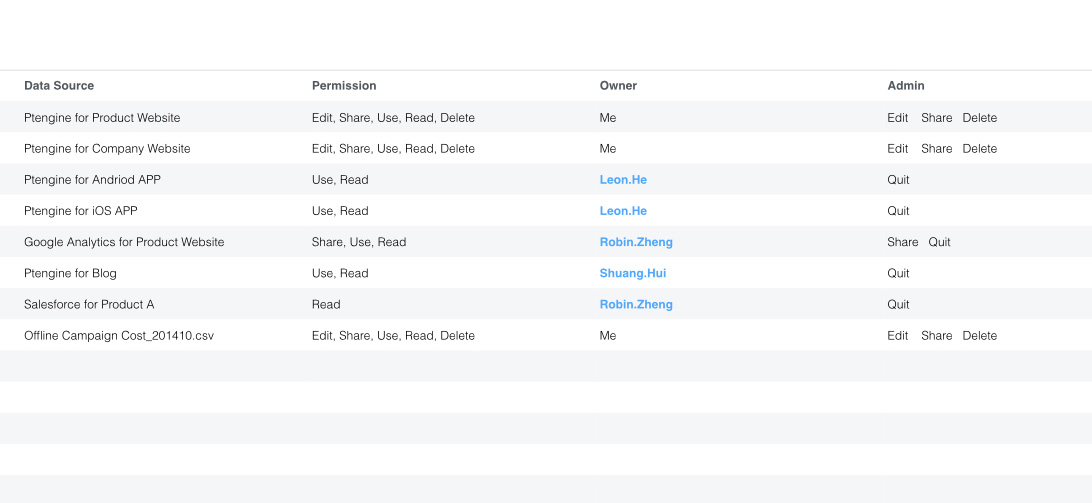 Data Source Permission Owner Admin
Ptengine for Product Website Edit, Share, Use, Read, Delete Me Edit Share Delete
Ptengine for Company Website Edit, Share, Use, Read, Delete Me Edit Share Delete
Ptengine for Andriod APP Use, Read Leon.He Quit
Ptengine for iOS APP Use, Read Leon.He Quit
Google Analytics for Product Website Share, Use, Read Robin.Zheng Share Quit
Ptengine for Blog Use, Read Shuang.Hui Quit
Salesforce for Product A Read Robin.Zheng Quit
Offline Campaign Cost_201410.csv Edit, Share, Use, Read, Delete Me Edit Share Delete